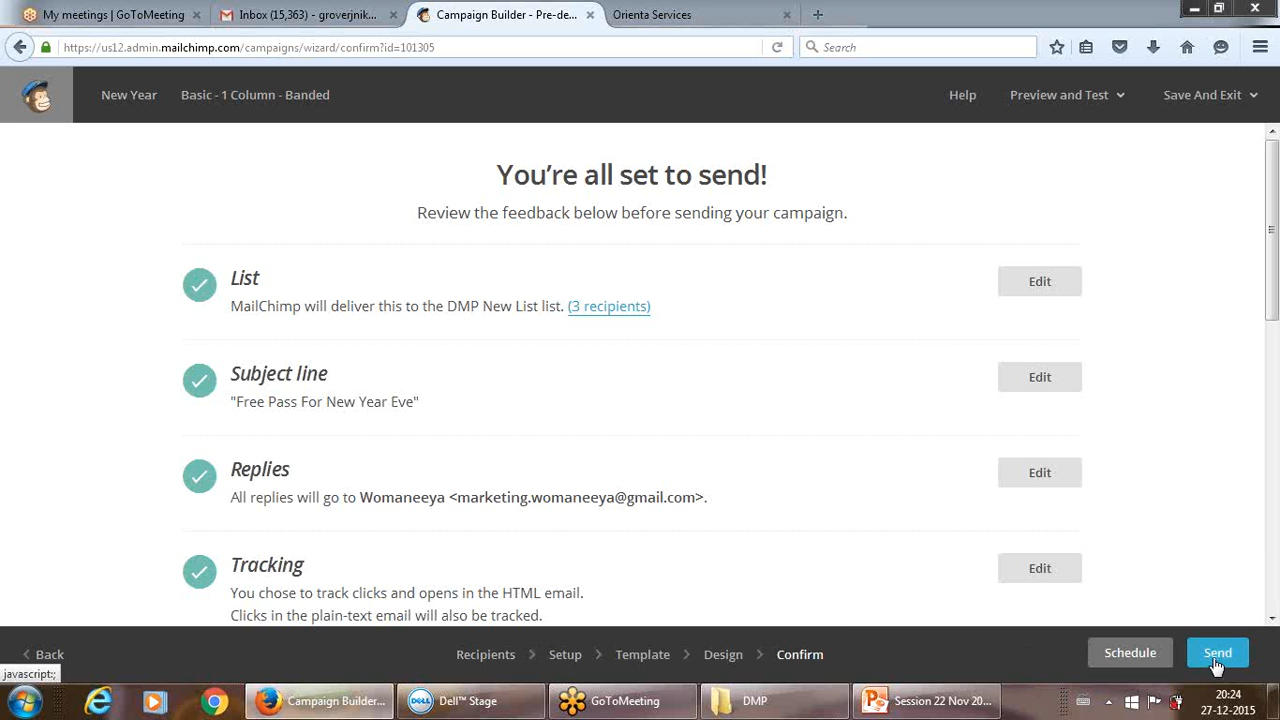 My meetings | GoToMeeting
Inbox (15,363) - groverjnik...
Campaign Builder - Pre-de...
Orienta Services
https://us12.admin.mailchimp.com/campaigns/wizard/confirm?id=101305
Search
New Year
Basic - 1 Column - Banded
Help
Preview and Test
Save And Exit
You're all set to send!
Review the feedback below before sending your campaign.
List
Edit
MailChimp will deliver this to the DMP New List list. (3 recipients)
Subject line
Edit
"Free Pass For New Year Eve"
Replies
Edit
All replies will go to Womaneeya <marketing.womaneeya@gmail.com>.
Tracking
Edit
You chose to track clicks and opens in the HTML email.
Clicks in the plain-text email will also be tracked.
Back
Recipients > Setup > Template > Design > Confirm
Schedule
Send
javascript:;
Campaign Builder...
DELL
Dell™ Stage
GoToMeeting
DMP
Session 22 Nov 20...
20:24
27-12-2015